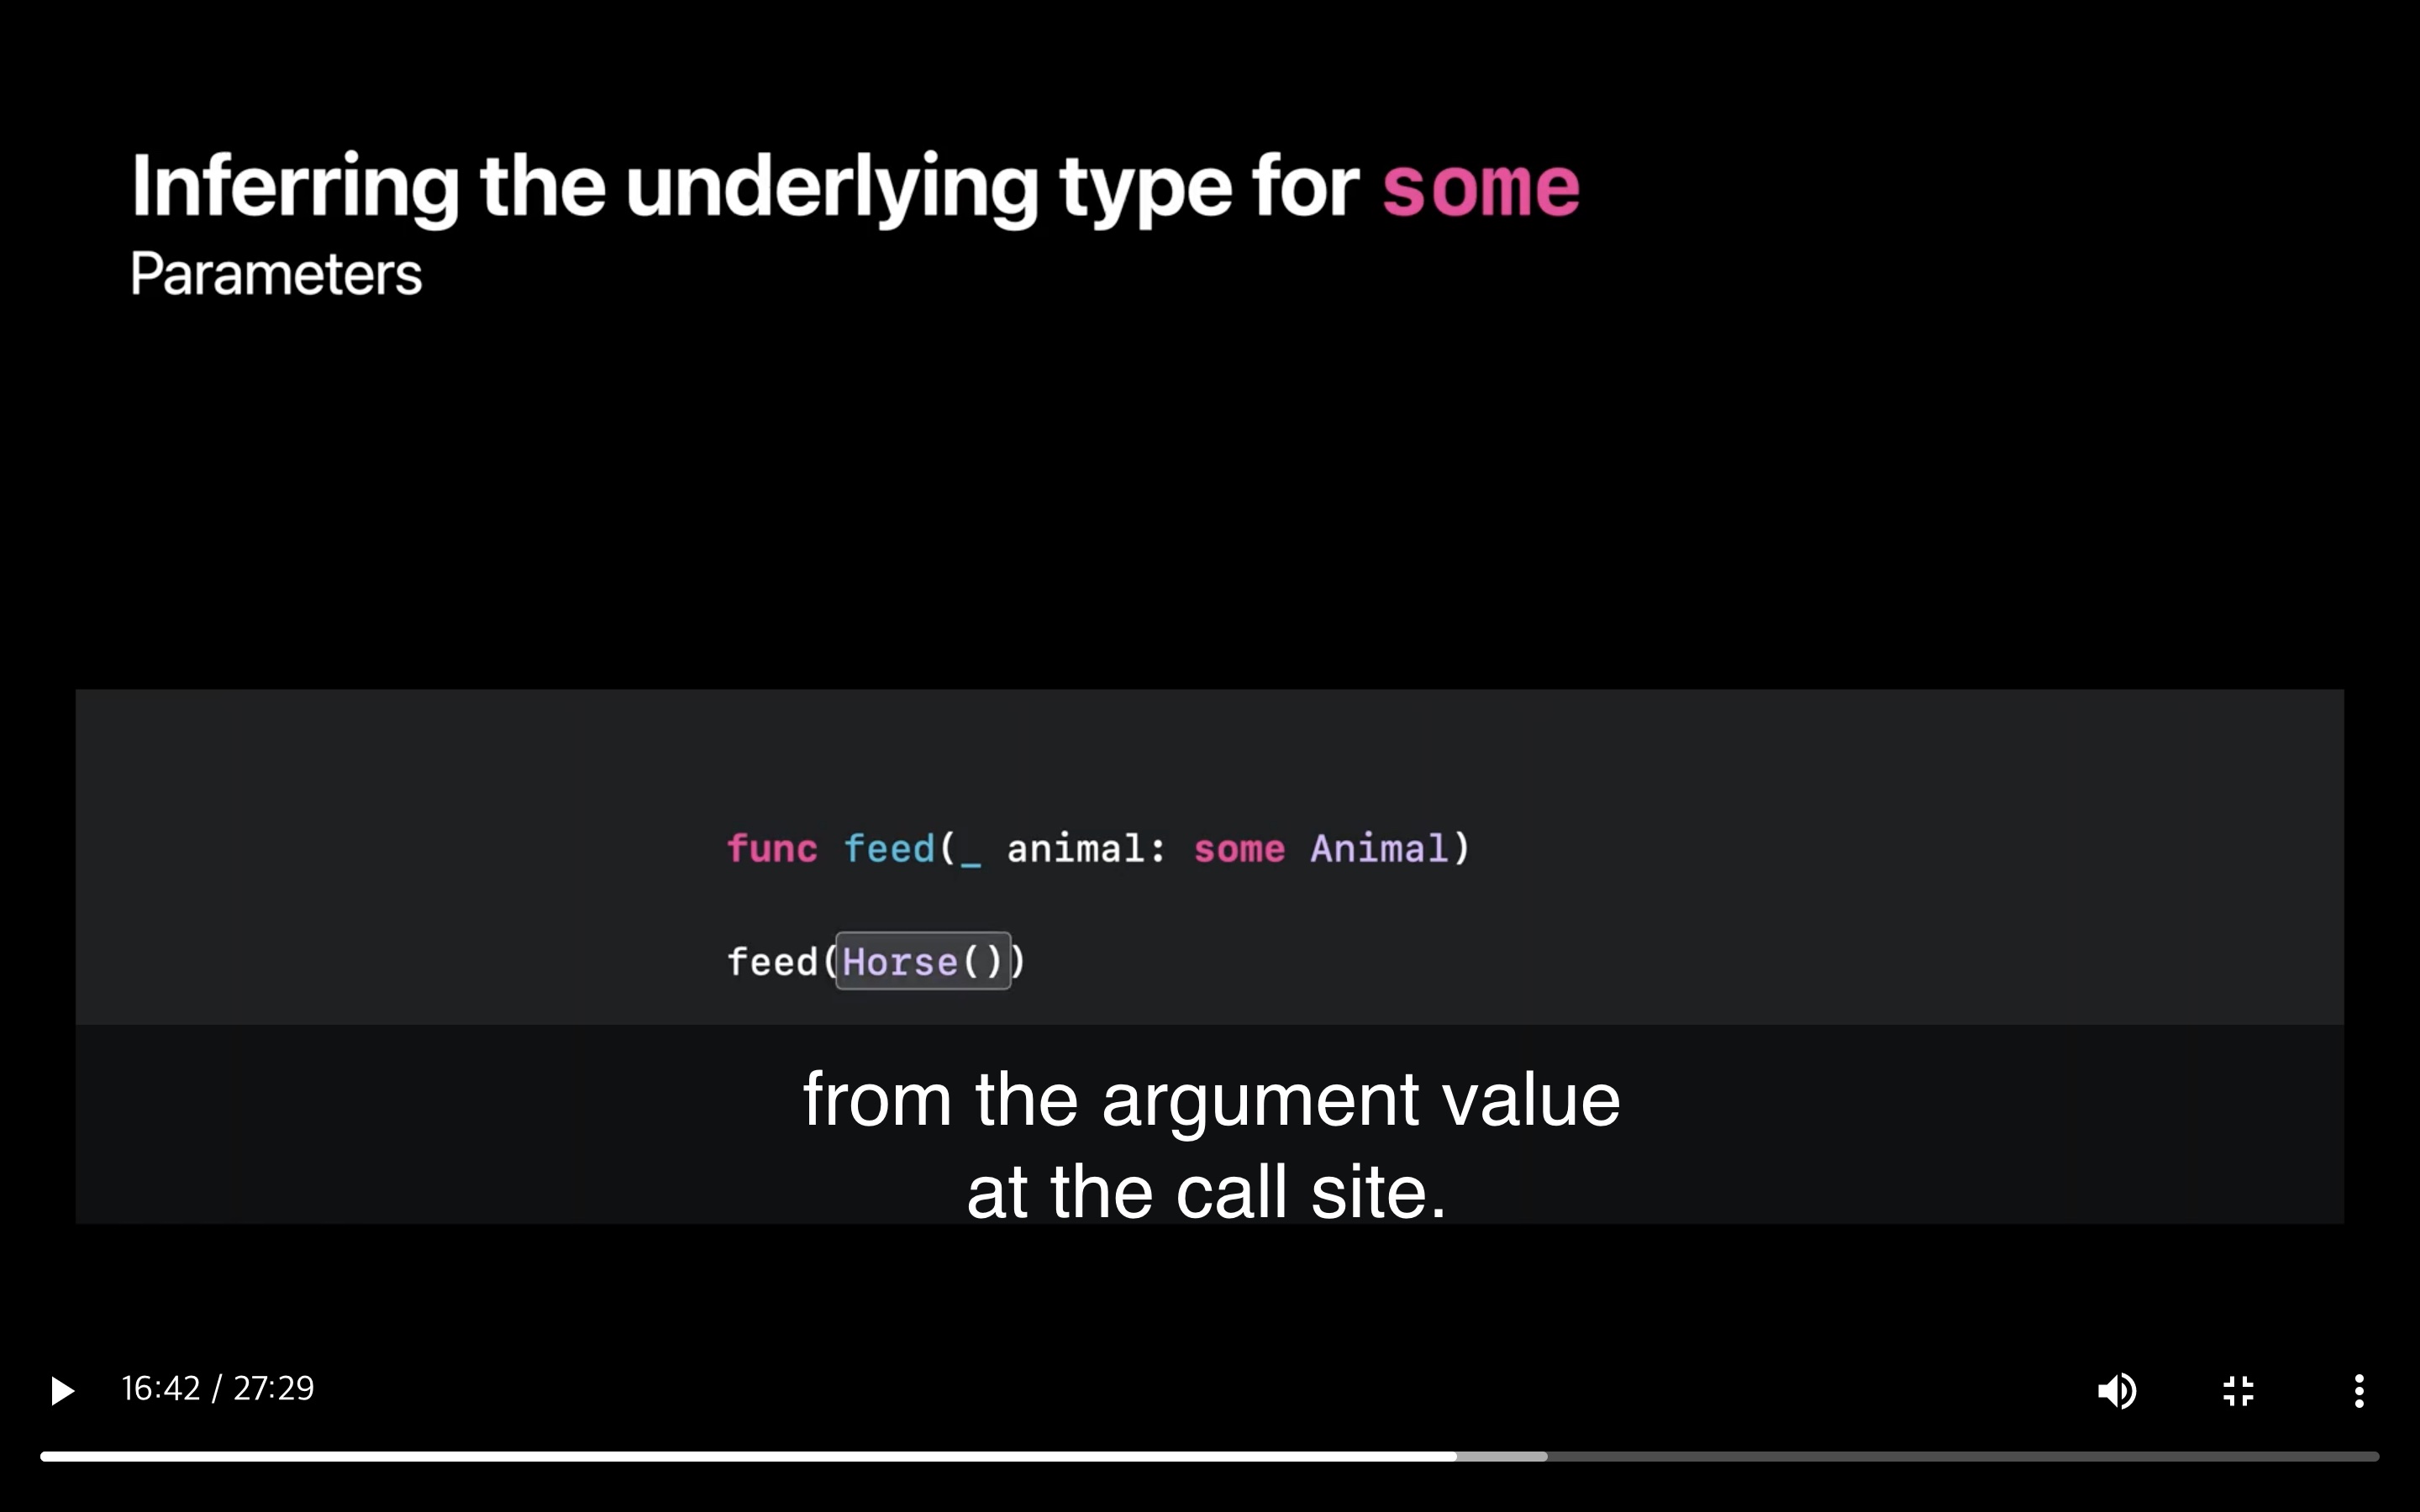 Inferring the underlying type for some
Parameters
func feed(_ animal: some Animal)
feed(Horse())
from the argument value
at the call site.
16:42 / 27:29